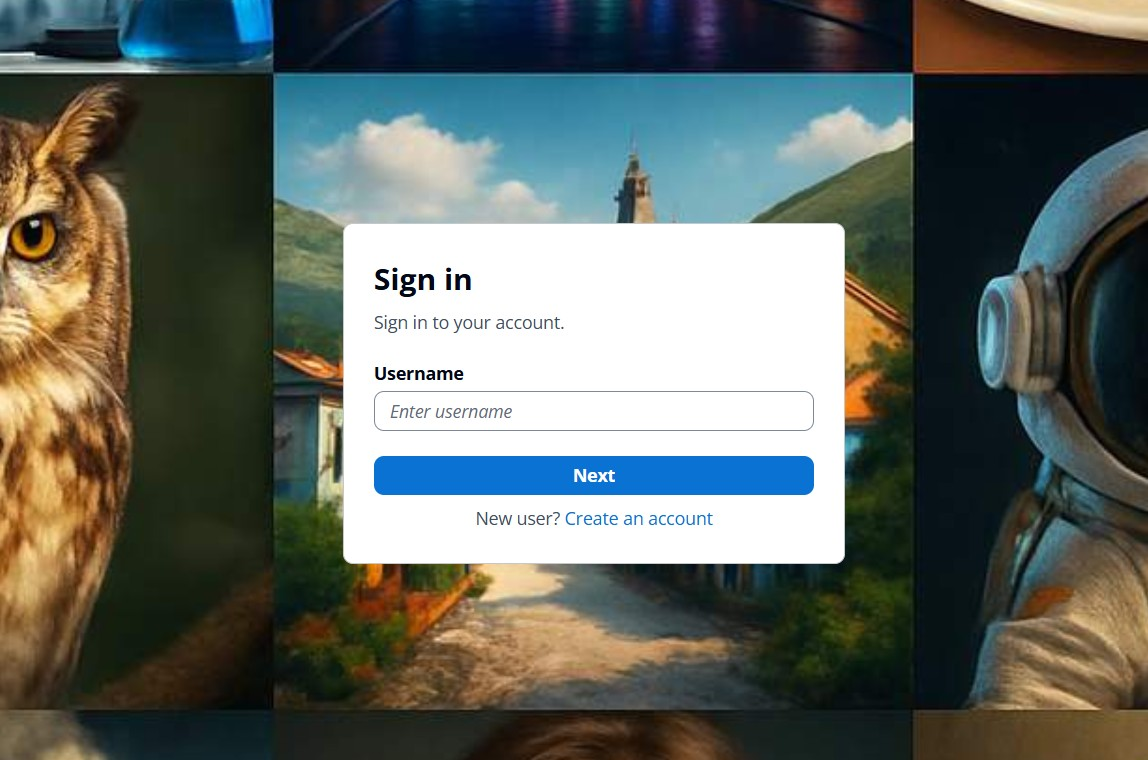 Sign in
Sign in to your account.
Username
Enter username
Next
New user? Create an account